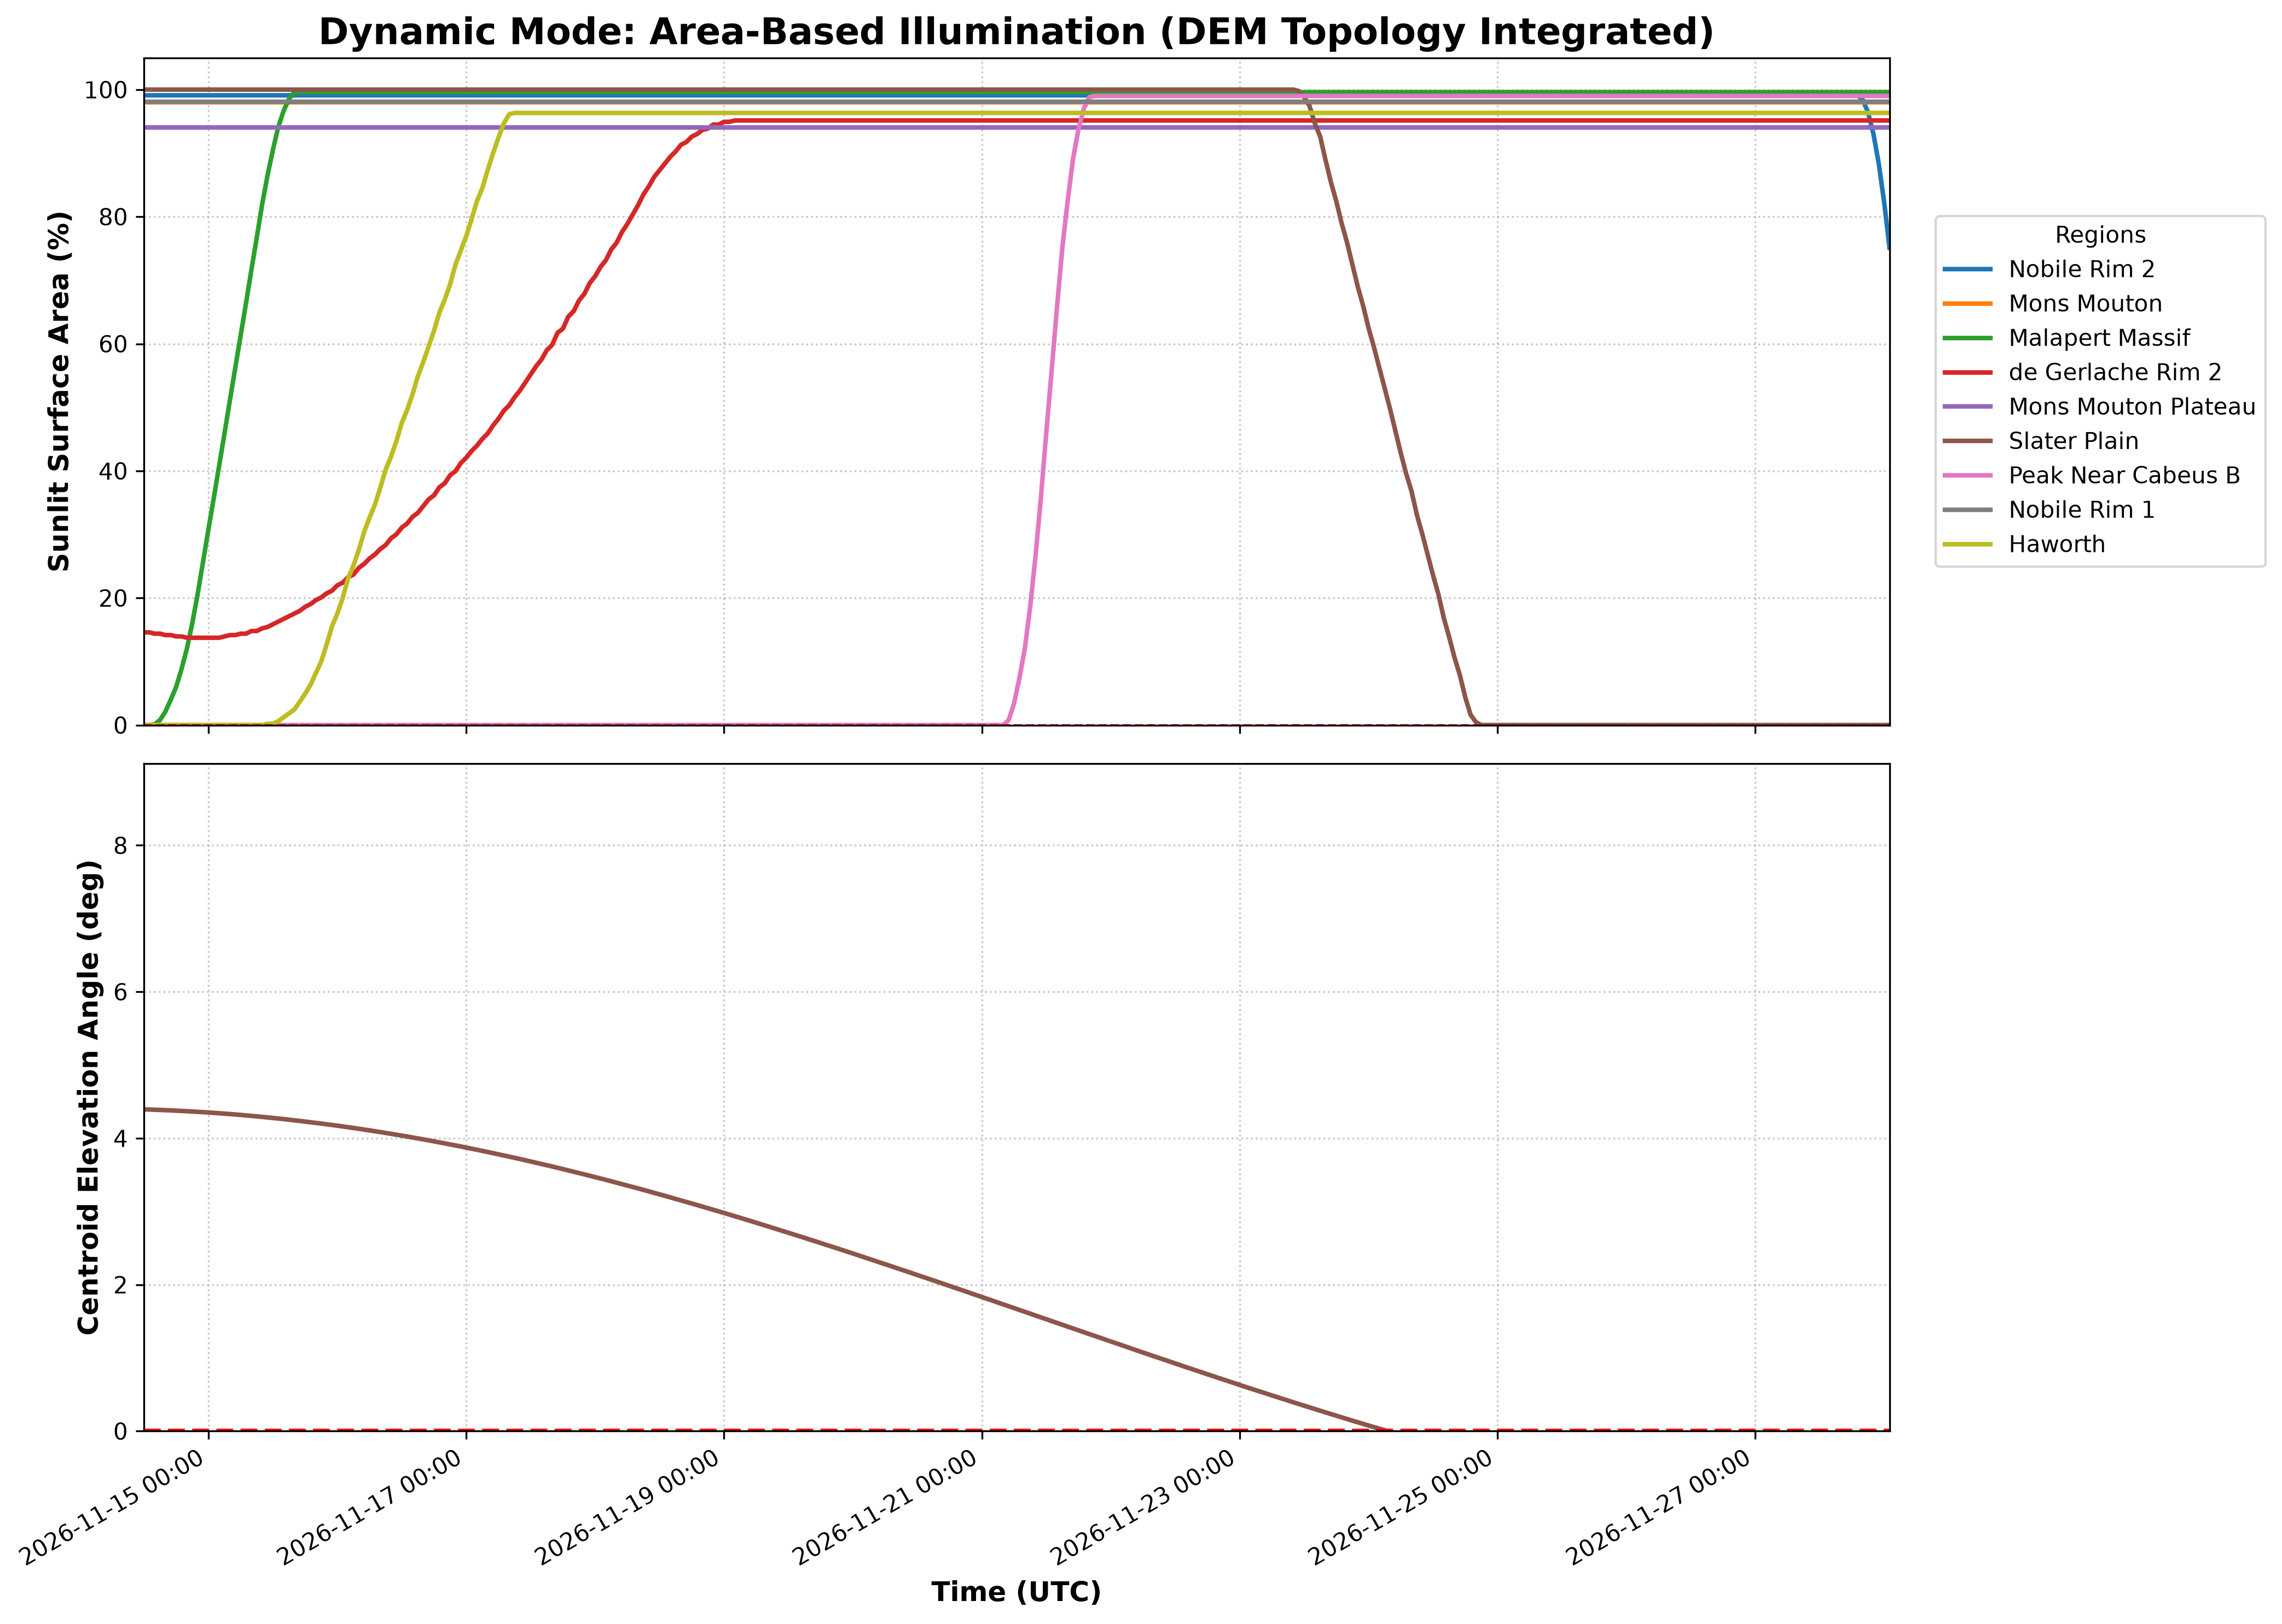 Dynamic Mode: Area-Based Illumination (DEM Topology Integrated)
Sunlit Surface Area (%)
100
80
60
40
20
0
Regions
Nobile Rim 2
Mons Mouton
Malapert Massif
de Gerlache Rim 2
Mons Mouton Plateau
Slater Plain
Peak Near Cabeus B
Nobile Rim 1
Haworth
Centroid Elevation Angle (deg)
8
6
4
2
0
2026-11-15 00:00
2026-11-17 00:00
2026-11-19 00:00
2026-11-21 00:00
2026-11-23 00:00
2026-11-25 00:00
2026-11-27 00:00
Time (UTC)